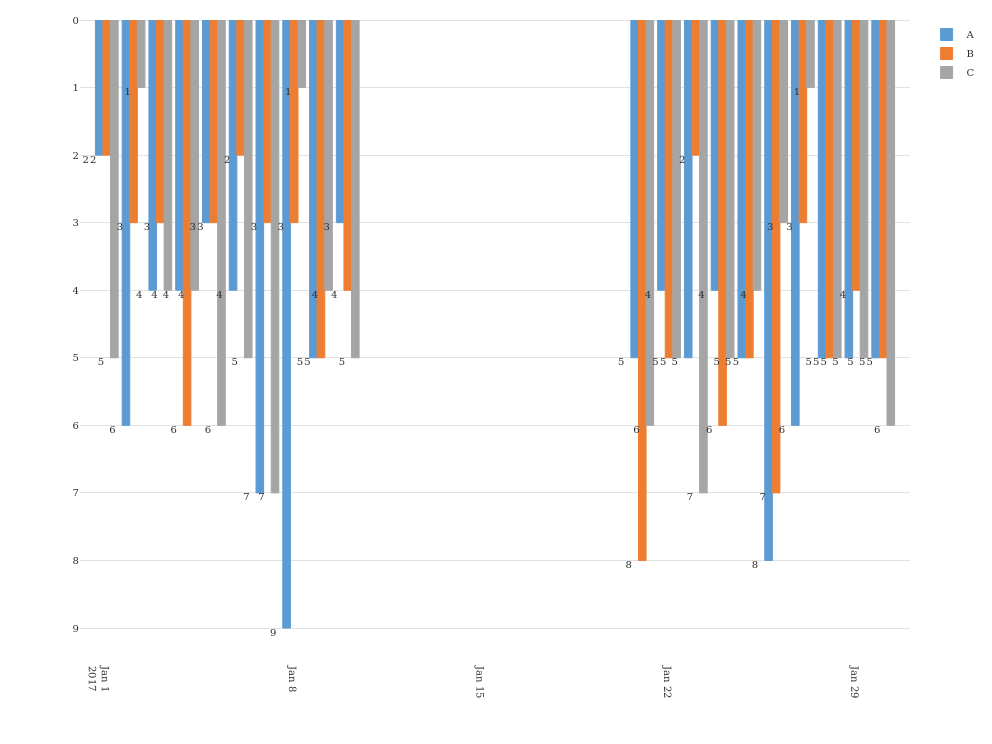 0
A
B
C
1
1 1 1
2
2 2 2 2
3
3 3 3 3 3 3 3 3 3
4
4 4 4 4 4 4 4 4 4 4 4
5
5 5 5 5 5 5 5 5 5 5 5 5 5 5 5 5 5 5
6
6 6 6 6 6 6 6
7
7 7 7 7
8
8 8
9
9
Jan 1
2017
Jan 8
Jan 15
Jan 22
Jan 29